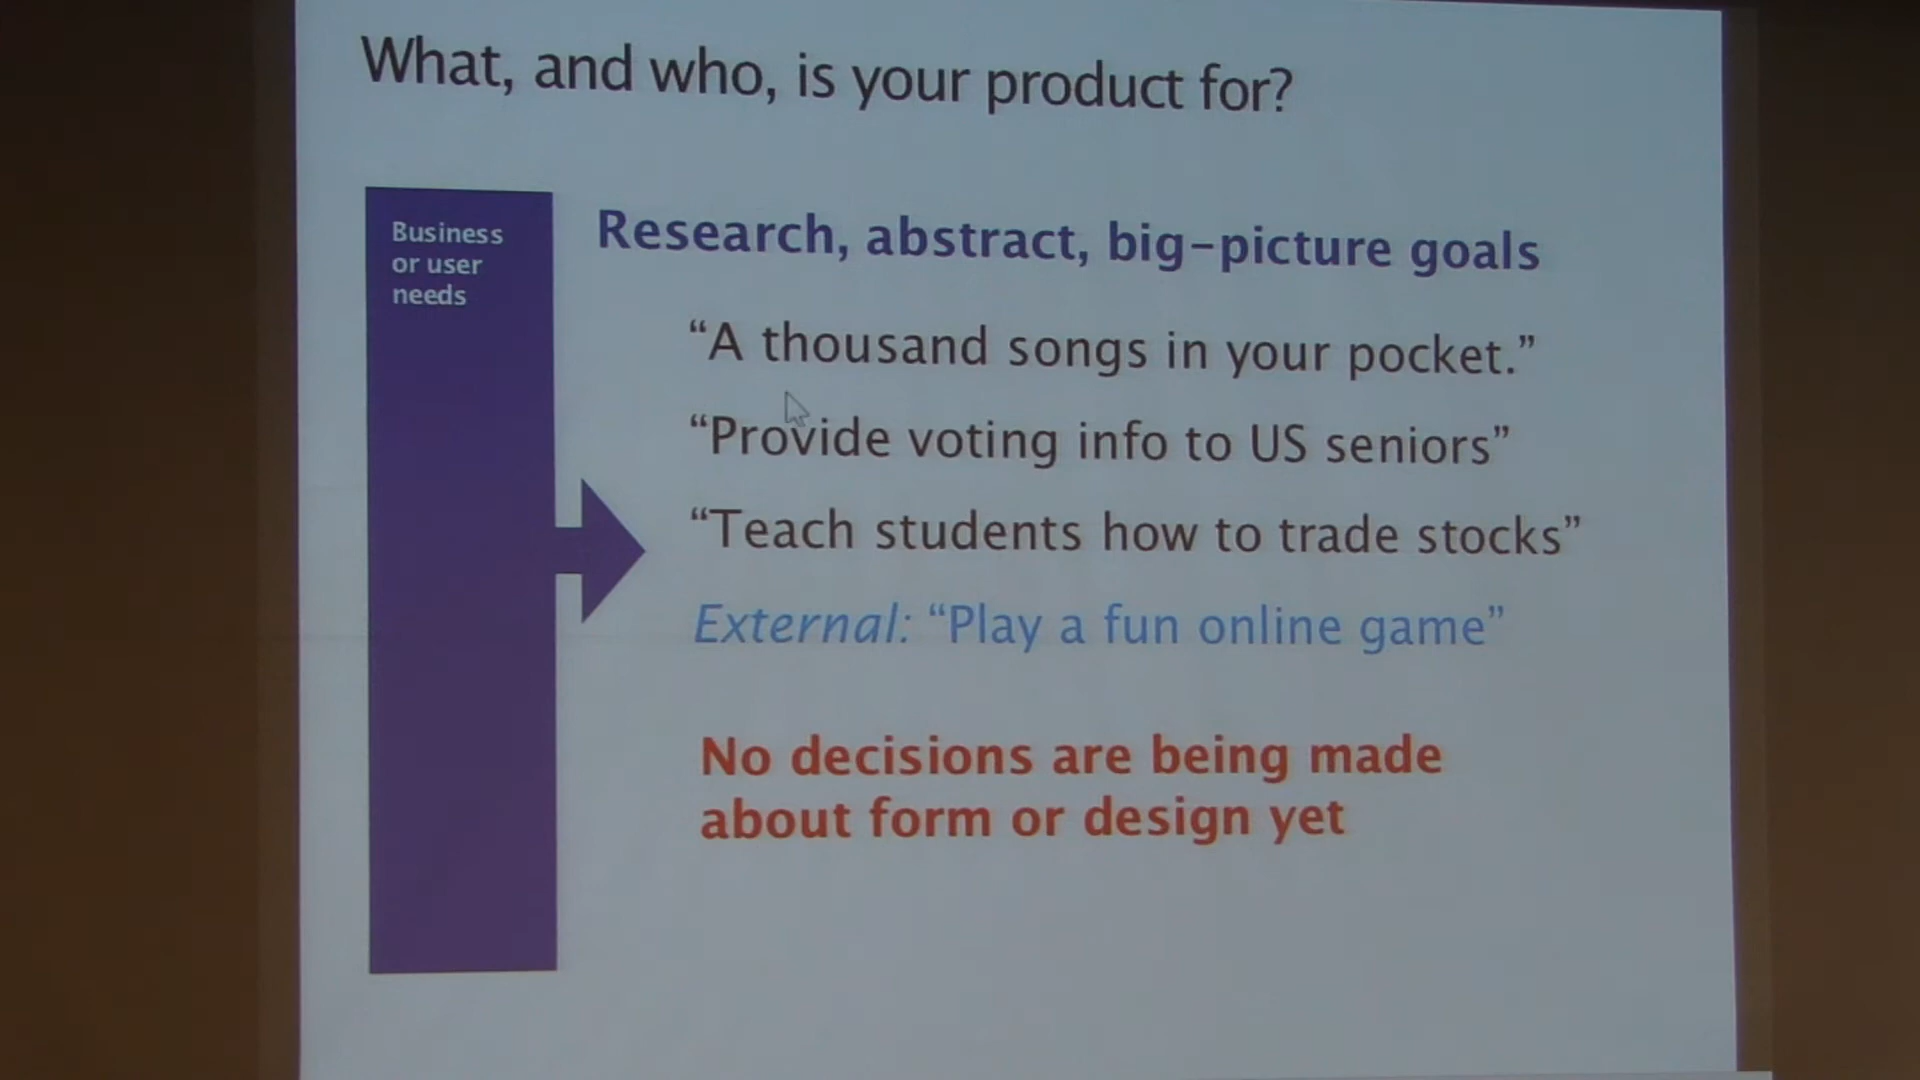 What, and who, is your product for?
Business
or user
needs
Research, abstract, big-picture goals
“A thousand songs in your pocket.”
“Provide voting info to US seniors”
“Teach students how to trade stocks”
External: “Play a fun online game”
No decisions are being made
about form or design yet